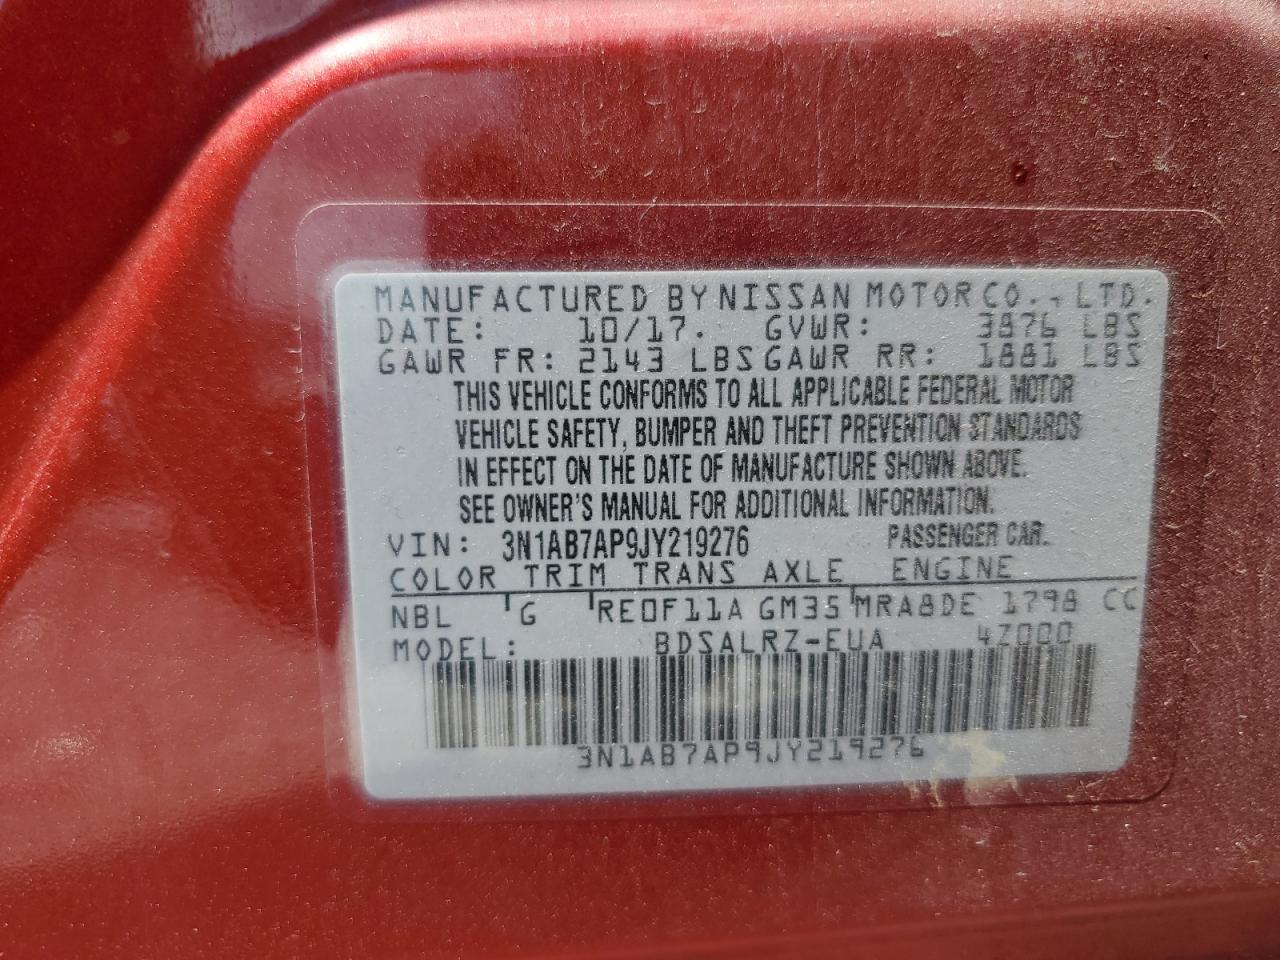 MANUFACTURED BY NISSAN MOTOR CO., LTD.
DATE: 10/17. GVWR: 3876 LBS
GAWR FR: 2143 LBS GAWR RR: 1881 LBS
THIS VEHICLE CONFORMS TO ALL APPLICABLE FEDERAL MOTOR
VEHICLE SAFETY, BUMPER AND THEFT PREVENTION STANDARDS
IN EFFECT ON THE DATE OF MANUFACTURE SHOWN ABOVE.
SEE OWNER'S MANUAL FOR ADDITIONAL INFORMATION.
VIN: 3N1AB7AP9JY219276 PASSENGER CAR.
COLOR TRIM TRANS AXLE ENGINE
NBL G RE0F11A GM35 MRA8DE 1798 CC
MODEL: BDSALRZ-EUA 4Z000
3N1AB7AP9JY219276